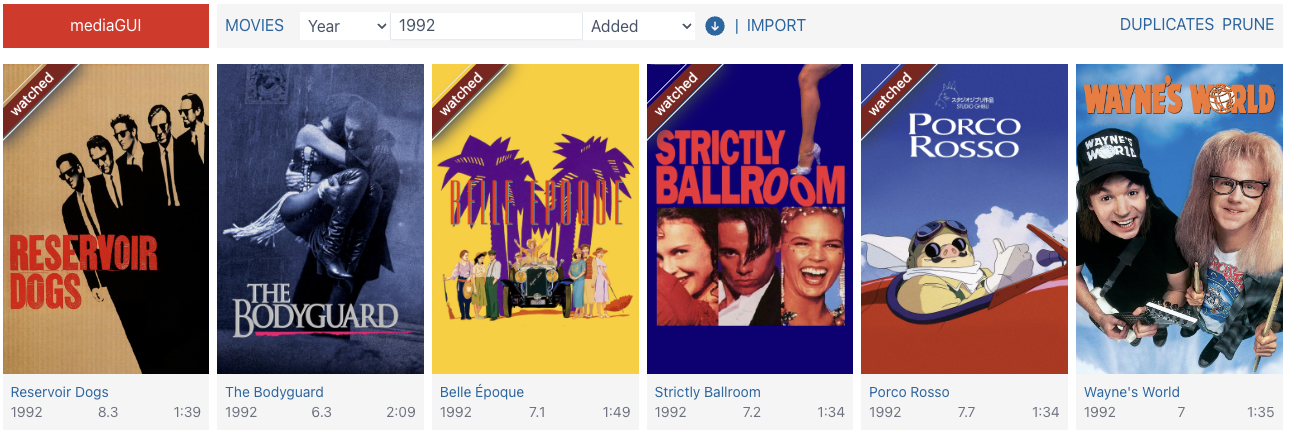 mediaGUI
MOVIES Year 1992 Added | IMPORT DUPLICATES PRUNE
watched
RESERVOIR
DOGS
THE
BODYGUARD
watched
BELLE EPOQUE
watched
STRICTLY
BALLROOM
watched
スタジオジブリ作品
STUDIO GHIBLI
PORCO
ROSSO
WAYNE'S WORLD
WAYNE'S
WORLD
Reservoir Dogs
1992 8.3 1:39
The Bodyguard
1992 6.3 2:09
Belle Époque
1992 7.1 1:49
Strictly Ballroom
1992 7.2 1:34
Porco Rosso
1992 7.7 1:34
Wayne's World
1992 7 1:35